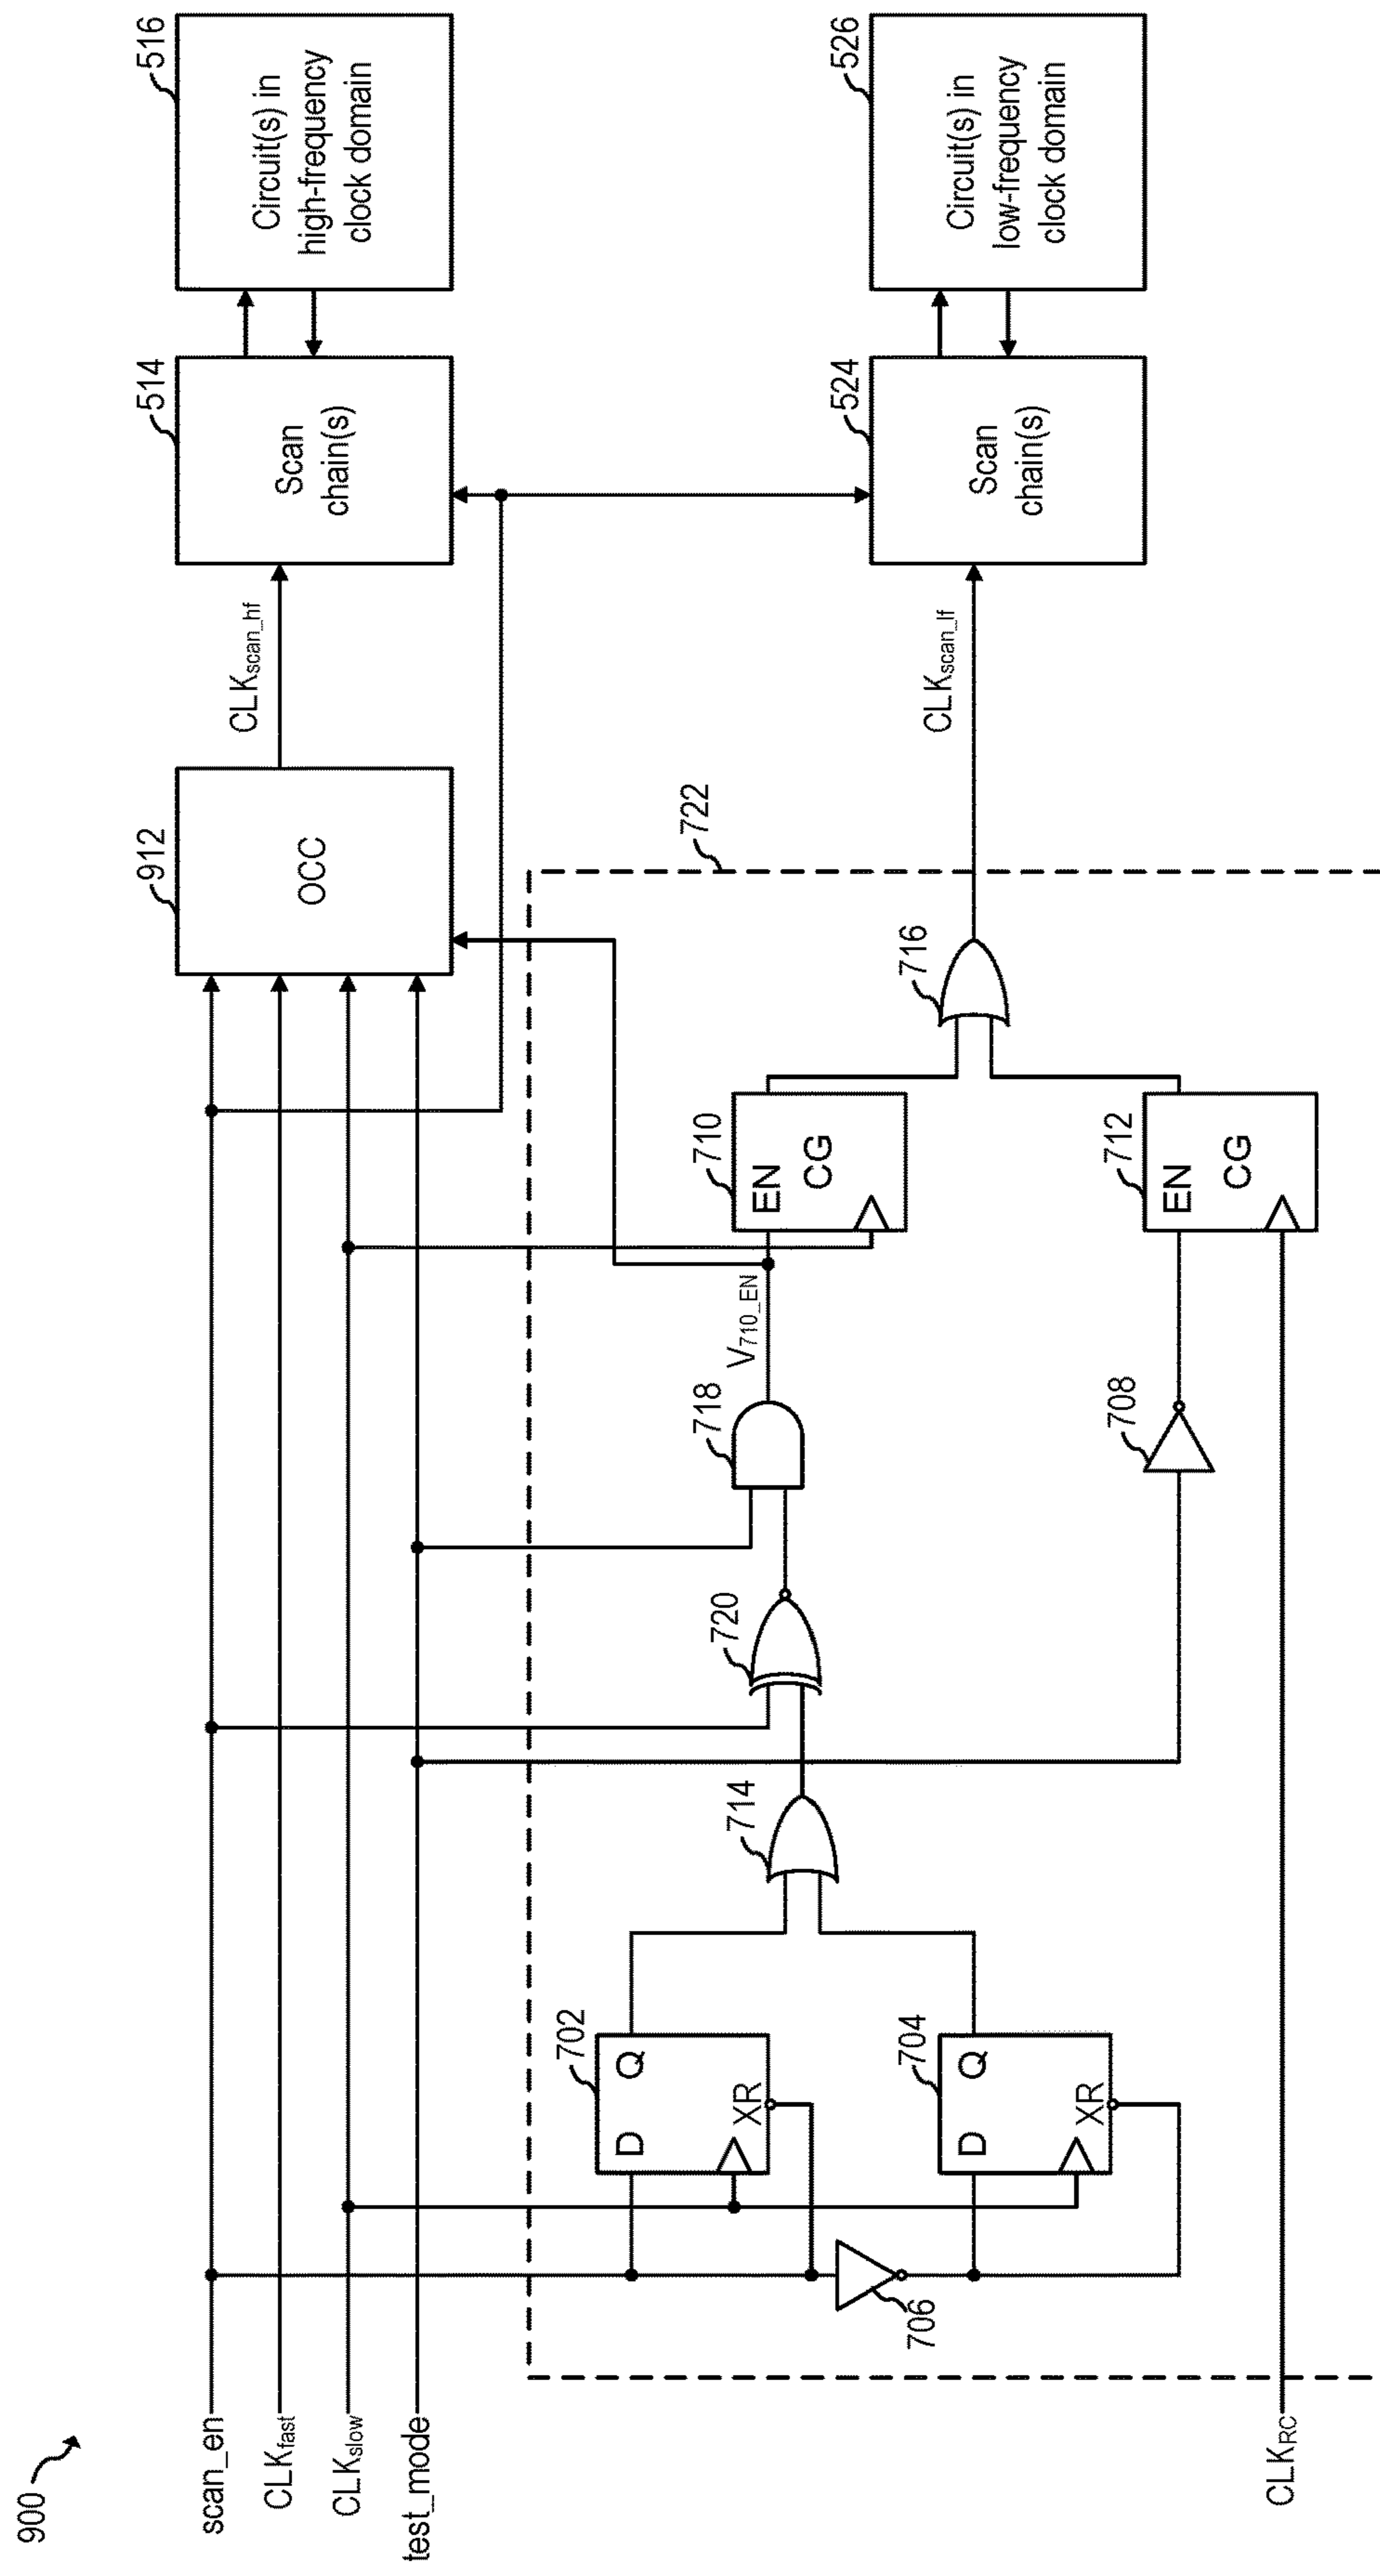 900
scan_en
CLKfast
CLKslow
test_mode
CLKRC
912
OCC
CLKscan_hf
514
Scan
chain(s)
516
Circuit(s) in
high-frequency
clock domain
722
702
D
Q
XR
704
D
Q
XR
706
714
720
718
V710_EN
710
EN
CG
708
712
EN
CG
716
CLKscan_lf
524
Scan
chain(s)
526
Circuit(s) in
low-frequency
clock domain